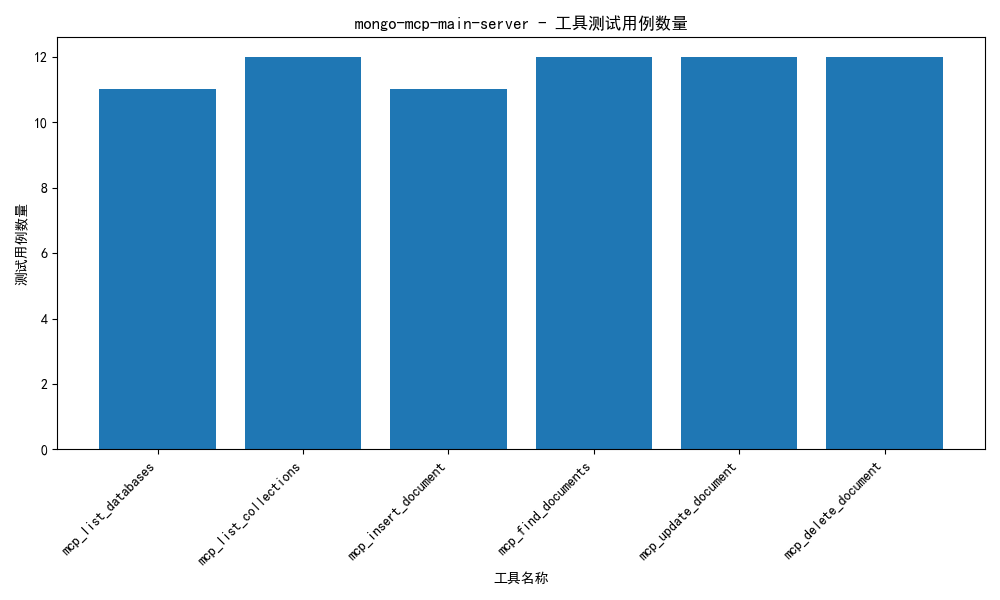 mongo-mcp-main-server - 工具测试用例数量
测试用例数量
12
10
8
6
4
2
0
mcp_list_databases
mcp_list_collections
mcp_insert_document
mcp_find_documents
mcp_update_document
mcp_delete_document
工具名称